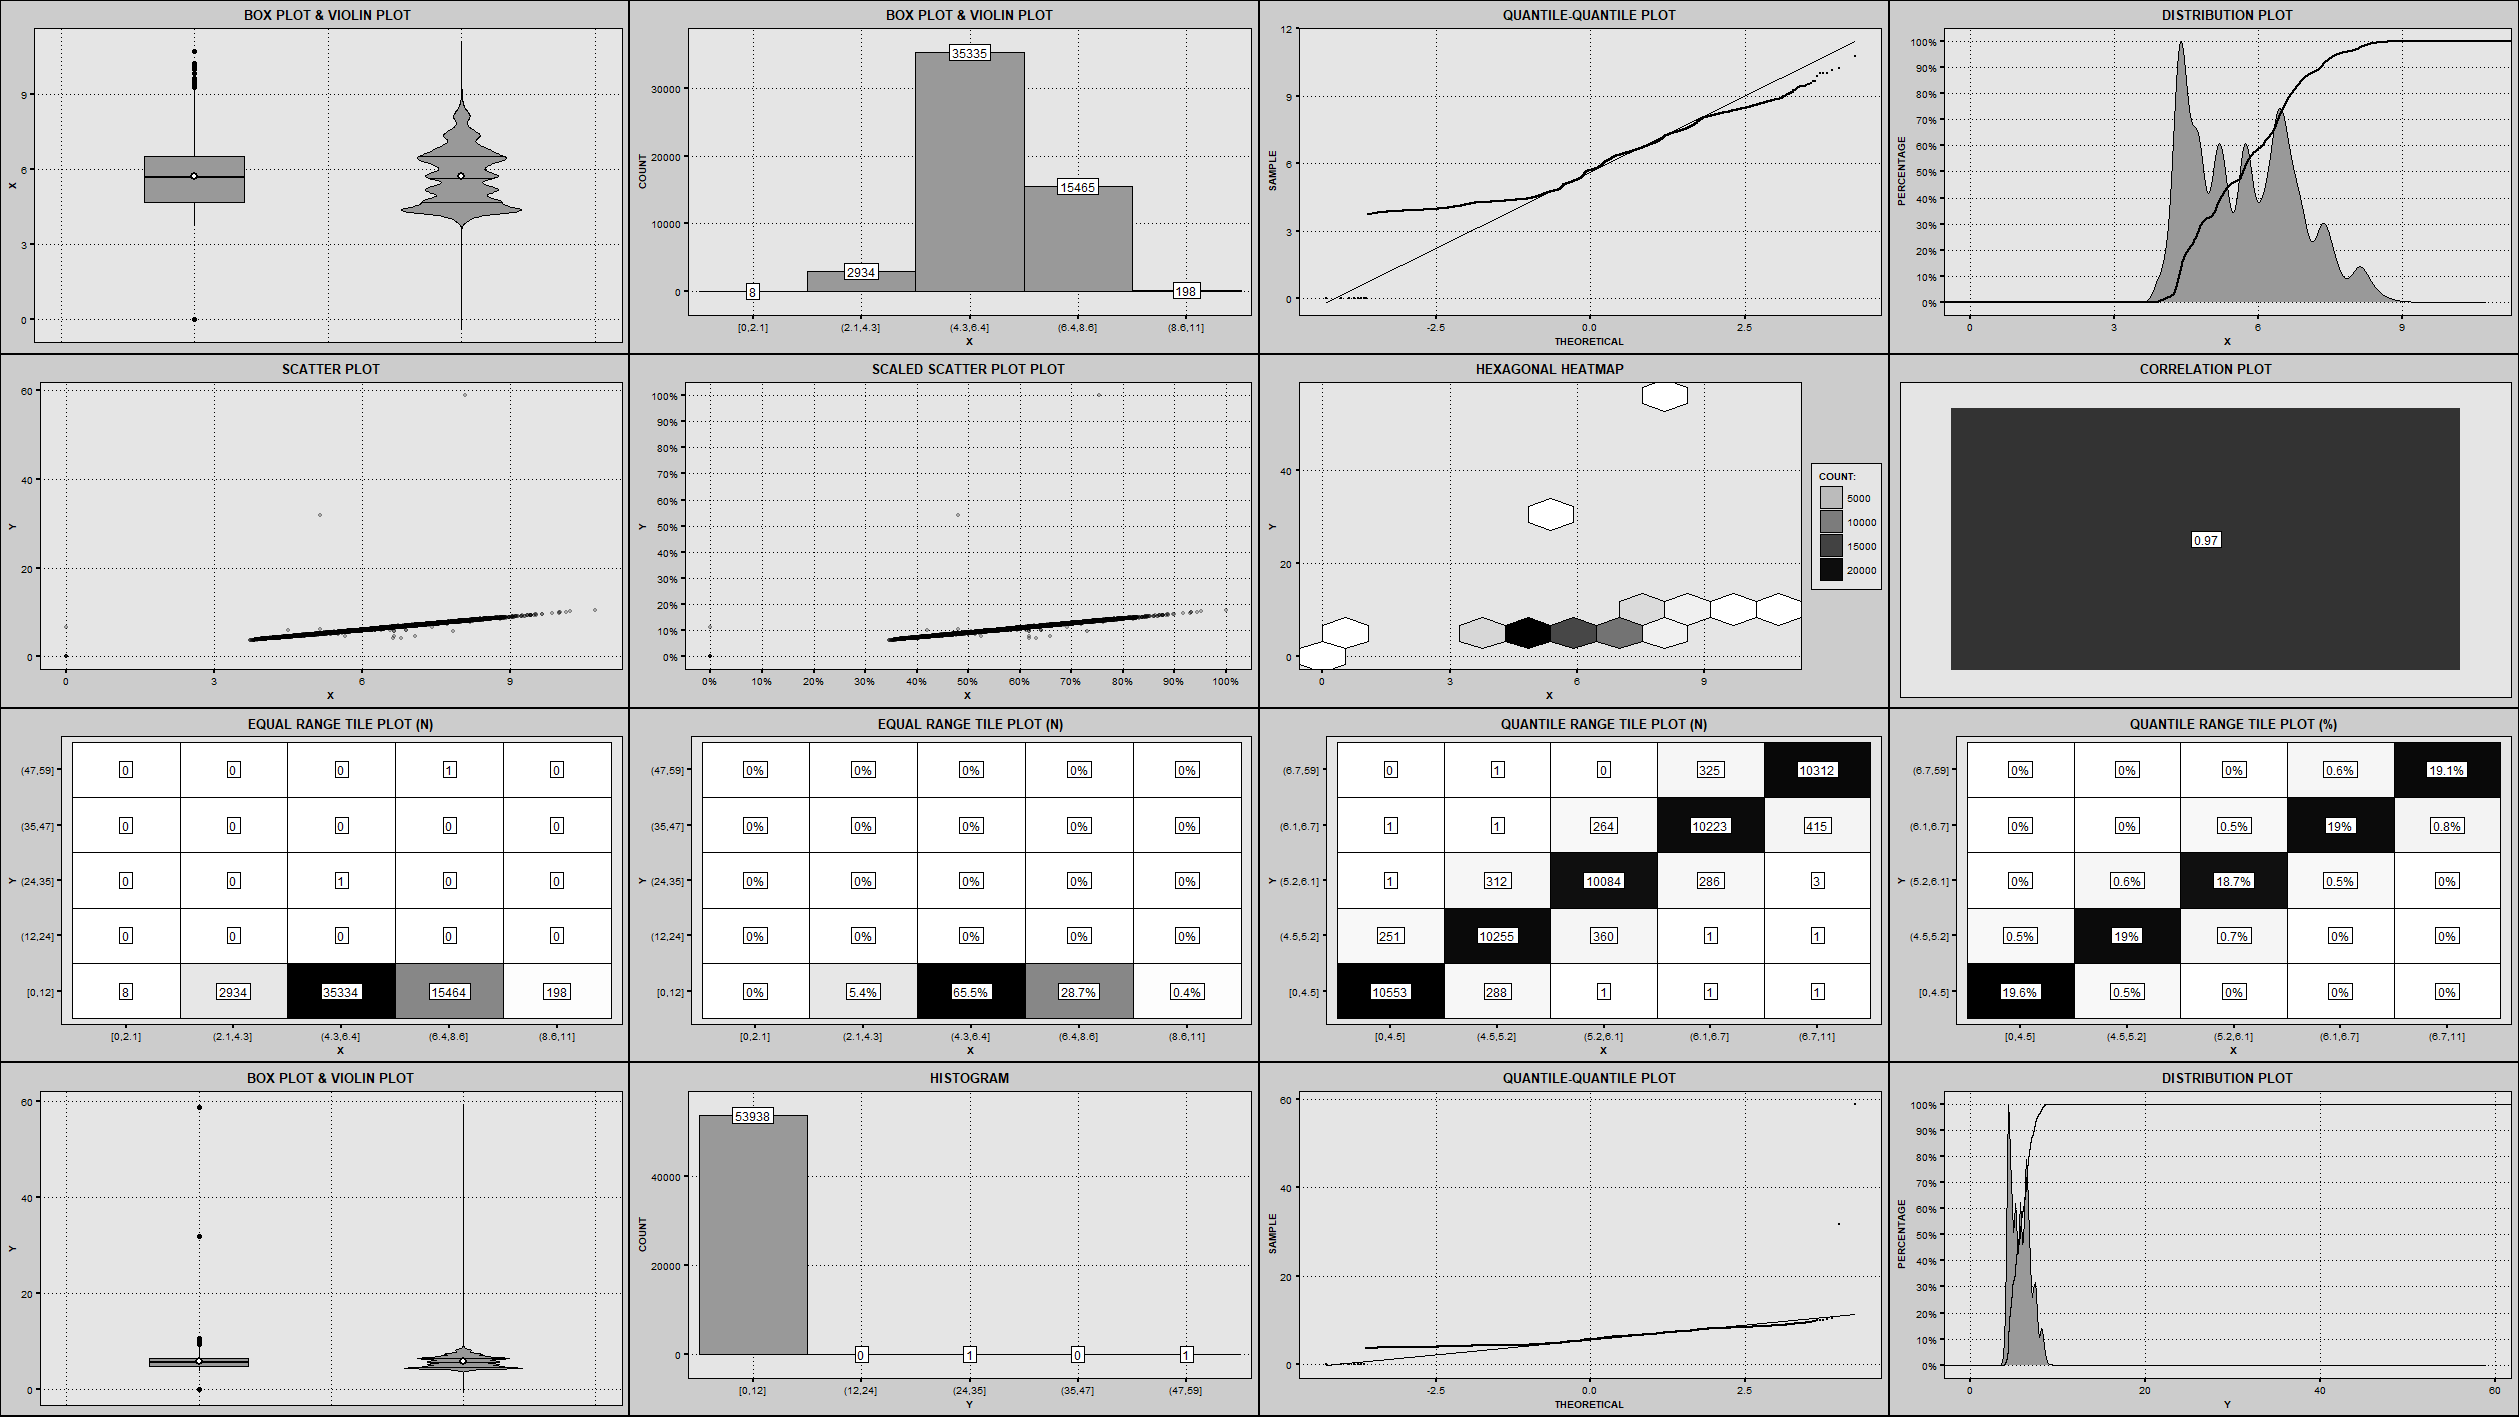 BOX PLOT & VIOLIN PLOT
X
9
6
3
0
BOX PLOT & VIOLIN PLOT
COUNT
30000
20000
10000
0
8
2934
35335
15465
198
[0,2.1] (2.1,4.3] (4.3,6.4] (6.4,8.6] (8.6,11]
X
QUANTILE-QUANTILE PLOT
SAMPLE
12
9
6
3
0
-2.5 0.0 2.5
THEORETICAL
DISTRIBUTION PLOT
PERCENTAGE
100%
90%
80%
70%
60%
50%
40%
30%
20%
10%
0%
0 3 6 9
X
SCATTER PLOT
Y
60
40
20
0
0 3 6 9
X
SCALED SCATTER PLOT PLOT
Y
100%
90%
80%
70%
60%
50%
40%
30%
20%
10%
0%
0% 10% 20% 30% 40% 50% 60% 70% 80% 90% 100%
X
HEXAGONAL HEATMAP
Y
40
20
0
0 3 6 9
X
COUNT:
5000
10000
15000
20000
CORRELATION PLOT
0.97
EQUAL RANGE TILE PLOT (N)
Y
(47,59] 0 0 0 1 0
(35,47] 0 0 0 0 0
(24,35] 0 0 1 0 0
(12,24] 0 0 0 0 0
[0,12] 8 2934 35334 15464 198
[0,2.1] (2.1,4.3] (4.3,6.4] (6.4,8.6] (8.6,11]
X
EQUAL RANGE TILE PLOT (N)
Y
(47,59] 0% 0% 0% 0% 0%
(35,47] 0% 0% 0% 0% 0%
(24,35] 0% 0% 0% 0% 0%
(12,24] 0% 0% 0% 0% 0%
[0,12] 0% 5.4% 65.5% 28.7% 0.4%
[0,2.1] (2.1,4.3] (4.3,6.4] (6.4,8.6] (8.6,11]
X
QUANTILE RANGE TILE PLOT (N)
Y
(6.7,59] 0 1 0 325 10312
(6.1,6.7] 1 1 264 10223 415
(5.2,6.1] 1 312 10084 286 3
(4.5,5.2] 251 10255 360 1 1
[0,4.5] 10553 288 1 1 1
[0,4.5] (4.5,5.2] (5.2,6.1] (6.1,6.7] (6.7,11]
X
QUANTILE RANGE TILE PLOT (%)
Y
(6.7,59] 0% 0% 0% 0.6% 19.1%
(6.1,6.7] 0% 0% 0.5% 19% 0.8%
(5.2,6.1] 0% 0.6% 18.7% 0.5% 0%
(4.5,5.2] 0.5% 19% 0.7% 0% 0%
[0,4.5] 19.6% 0.5% 0% 0% 0%
[0,4.5] (4.5,5.2] (5.2,6.1] (6.1,6.7] (6.7,11]
X
BOX PLOT & VIOLIN PLOT
Y
60
40
20
0
HISTOGRAM
COUNT
40000
20000
0
53938
0
1
0
1
[0,12] (12,24] (24,35] (35,47] (47,59]
Y
QUANTILE-QUANTILE PLOT
SAMPLE
60
40
20
0
-2.5 0.0 2.5
THEORETICAL
DISTRIBUTION PLOT
PERCENTAGE
100%
90%
80%
70%
60%
50%
40%
30%
20%
10%
0%
0 20 40 60
Y